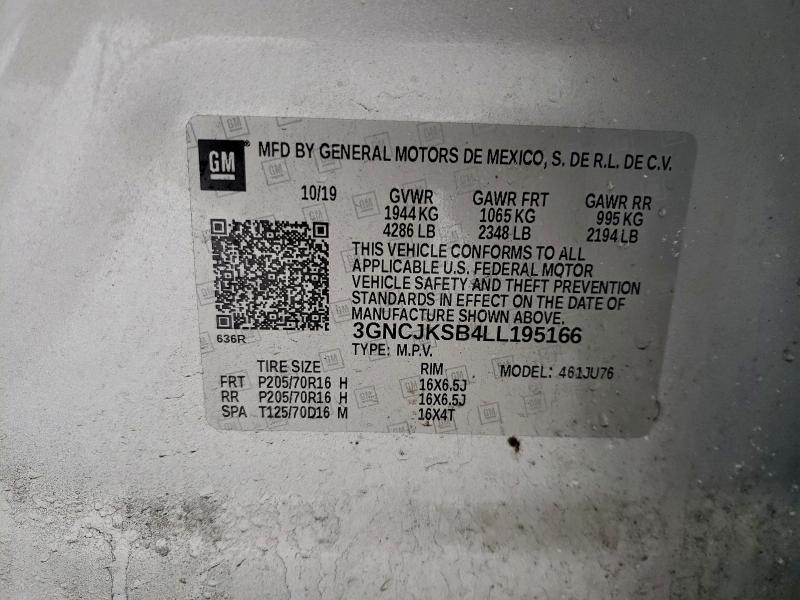 GM
MFD BY GENERAL MOTORS DE MEXICO, S. DE R.L. DE C.V.
10/19 GVWR GAWR FRT GAWR RR
1944 KG 1065 KG 995 KG
4286 LB 2348 LB 2194 LB
THIS VEHICLE CONFORMS TO ALL
APPLICABLE U.S. FEDERAL MOTOR
VEHICLE SAFETY AND THEFT PREVENTION
STANDARDS IN EFFECT ON THE DATE OF
MANUFACTURE SHOWN ABOVE.
636R
3GNCJKSB4LL195166
TYPE: M.P.V.
TIRE SIZE RIM MODEL: 461JU76
FRT P205/70R16 H 16X6.5J
RR P205/70R16 H 16X6.5J
SPA T125/70D16 M 16X4T